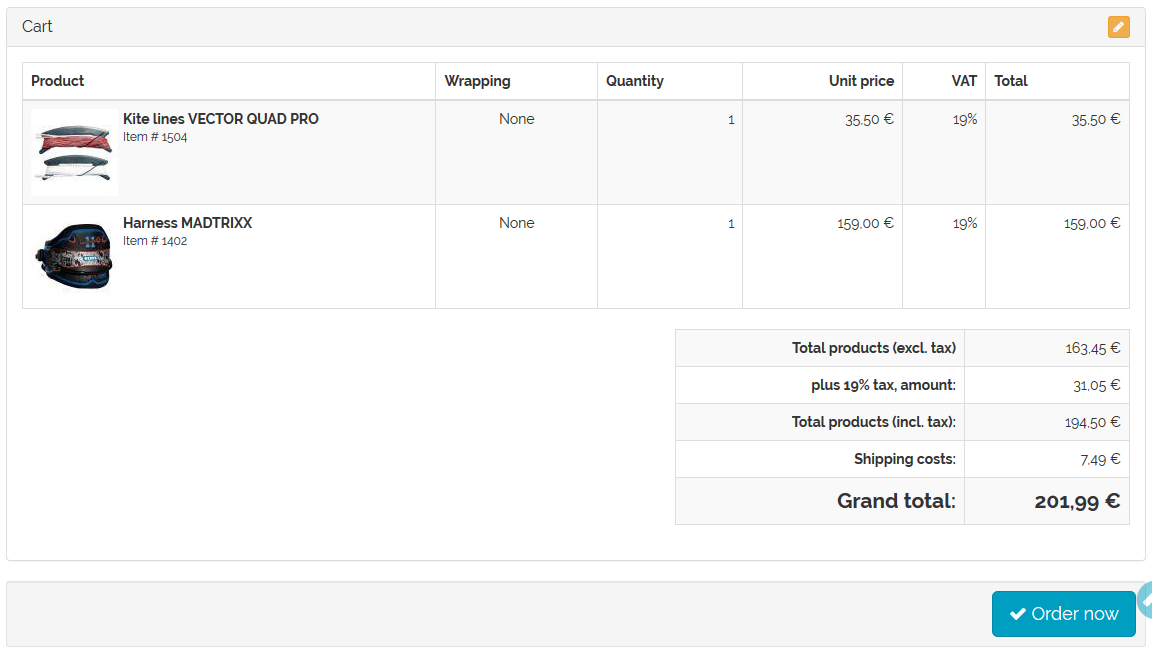 Cart
Product Wrapping Quantity Unit price VAT Total
Kite lines VECTOR QUAD PRO None 1 35,50 € 19% 35,50 €
Item # 1504
Harness MADTRIXX None 1 159,00 € 19% 159,00 €
Item # 1402
Total products (excl. tax) 163,45 €
plus 19% tax, amount: 31,05 €
Total products (incl. tax): 194,50 €
Shipping costs: 7,49 €
Grand total: 201,99 €
Order now